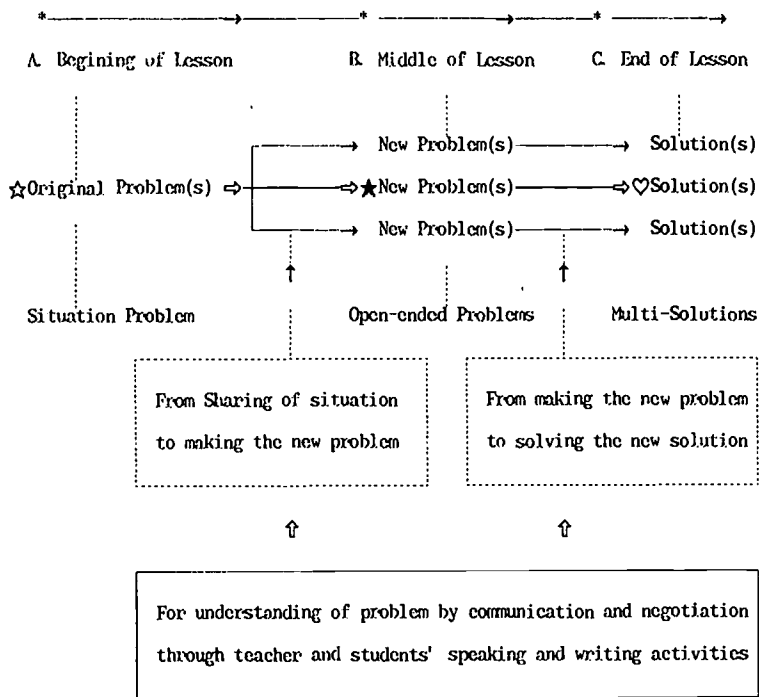 A. Begining of Lesson B. Middle of Lesson C. End of Lesson
New Problem(s) Solution(s)
☆Original Problem(s) ⇨ ⇨★New Problem(s) ⇨♡Solution(s)
New Problem(s) Solution(s)
Situation Problem Open-ended Problems Multi-Solutions
From Sharing of situation
to making the new problem
From making the new problem
to solving the new solution
For understanding of problem by communication and negotiation
through teacher and students' speaking and writing activities